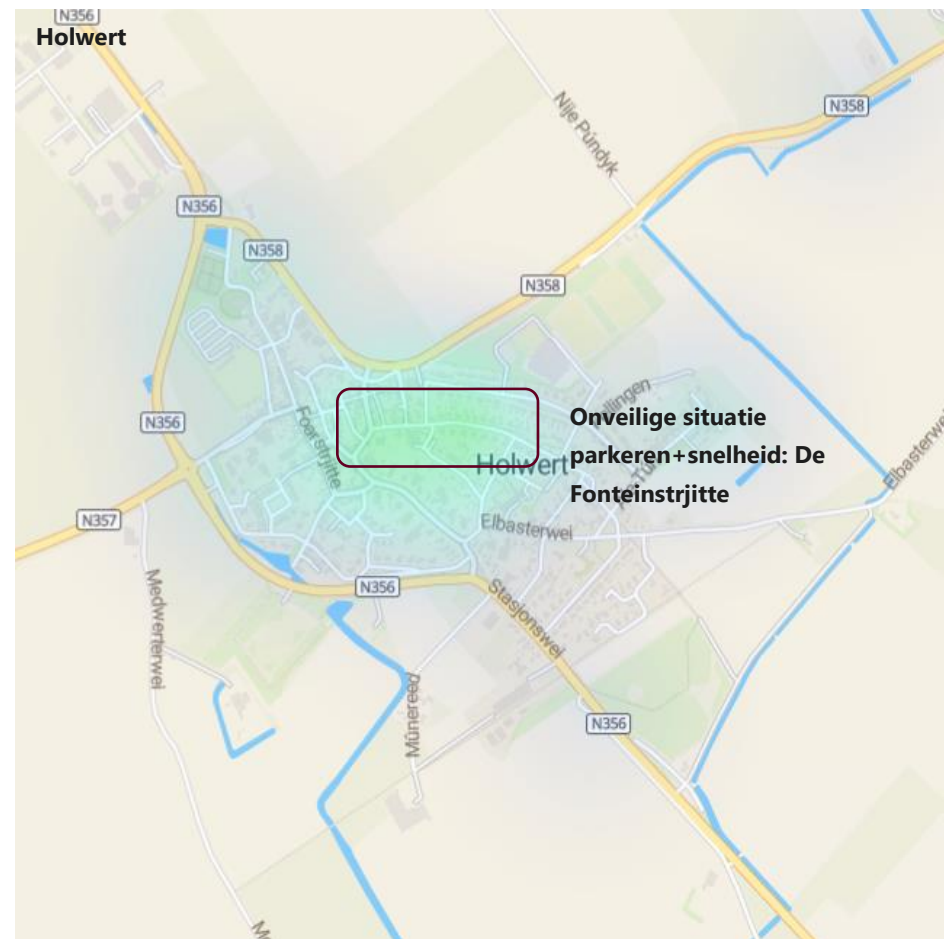 N356
Holwert
N358
Nije Pündyk
N356
N358
N358
Foarstrjitte
N356
Onveilige situatie
parkeren+snelheid: De
Fonteinstrjitte
Holwert
Elbasterwei
Elbasterwei
N357
N356
Medwerterwei
Stasjonswei
Mûnereed
N356